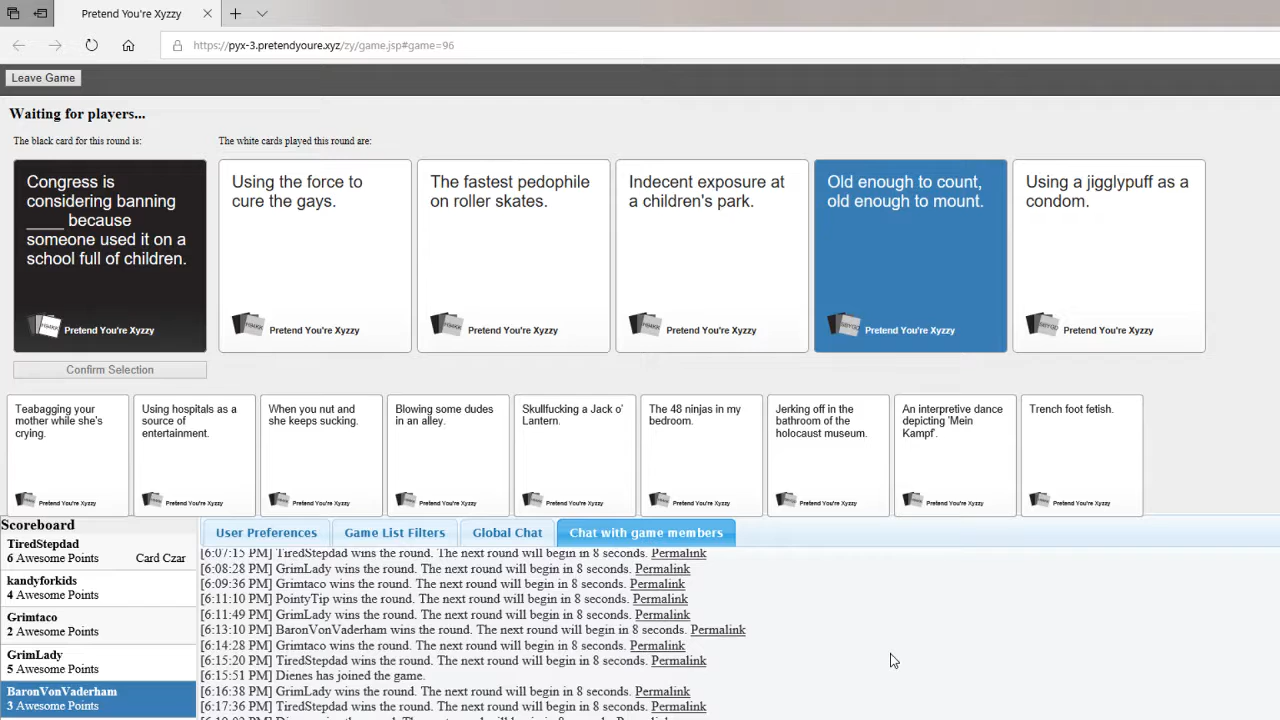 Pretend You're Xyzzy
https://pyx-3.pretendyoure.xyz/zy/game.jsp#game=96
Leave Game
Waiting for players...
The black card for this round is:
The white cards played this round are:
Congress is
considering banning
____ because
someone used it on a
school full of children.
Pretend You're Xyzzy
Using the force to
cure the gays.
Pretend You're Xyzzy
The fastest pedophile
on roller skates.
Pretend You're Xyzzy
Indecent exposure at
a children's park.
Pretend You're Xyzzy
Old enough to count,
old enough to mount.
Pretend You're Xyzzy
Using a jigglypuff as a
condom.
Pretend You're Xyzzy
Confirm Selection
Teabagging your
mother while she's
crying.
Pretend You're Xyzzy
Using hospitals as a
source of
entertainment.
Pretend You're Xyzzy
When you nut and
she keeps sucking.
Pretend You're Xyzzy
Blowing some dudes
in an alley.
Pretend You're Xyzzy
Skullfucking a Jack o'
Lantern.
Pretend You're Xyzzy
The 48 ninjas in my
bedroom.
Pretend You're Xyzzy
Jerking off in the
bathroom of the
holocaust museum.
Pretend You're Xyzzy
An interpretive dance
depicting 'Mein
Kampf'.
Pretend You're Xyzzy
Trench foot fetish.
Pretend You're Xyzzy
Scoreboard
TiredStepdad
6 Awesome Points Card Czar
kandyforkids
4 Awesome Points
Grimtaco
2 Awesome Points
GrimLady
5 Awesome Points
BaronVonVaderham
3 Awesome Points
User Preferences
Game List Filters
Global Chat
Chat with game members
[6:07:15 PM] TiredStepdad wins the round. The next round will begin in 8 seconds. Permalink
[6:08:28 PM] GrimLady wins the round. The next round will begin in 8 seconds. Permalink
[6:09:36 PM] Grimtaco wins the round. The next round will begin in 8 seconds. Permalink
[6:11:10 PM] PointyTip wins the round. The next round will begin in 8 seconds. Permalink
[6:11:49 PM] GrimLady wins the round. The next round will begin in 8 seconds. Permalink
[6:13:10 PM] BaronVonVaderham wins the round. The next round will begin in 8 seconds. Permalink
[6:14:28 PM] Grimtaco wins the round. The next round will begin in 8 seconds. Permalink
[6:15:20 PM] TiredStepdad wins the round. The next round will begin in 8 seconds. Permalink
[6:15:51 PM] Dienes has joined the game.
[6:16:38 PM] GrimLady wins the round. The next round will begin in 8 seconds. Permalink
[6:17:36 PM] TiredStepdad wins the round. The next round will begin in 8 seconds. Permalink